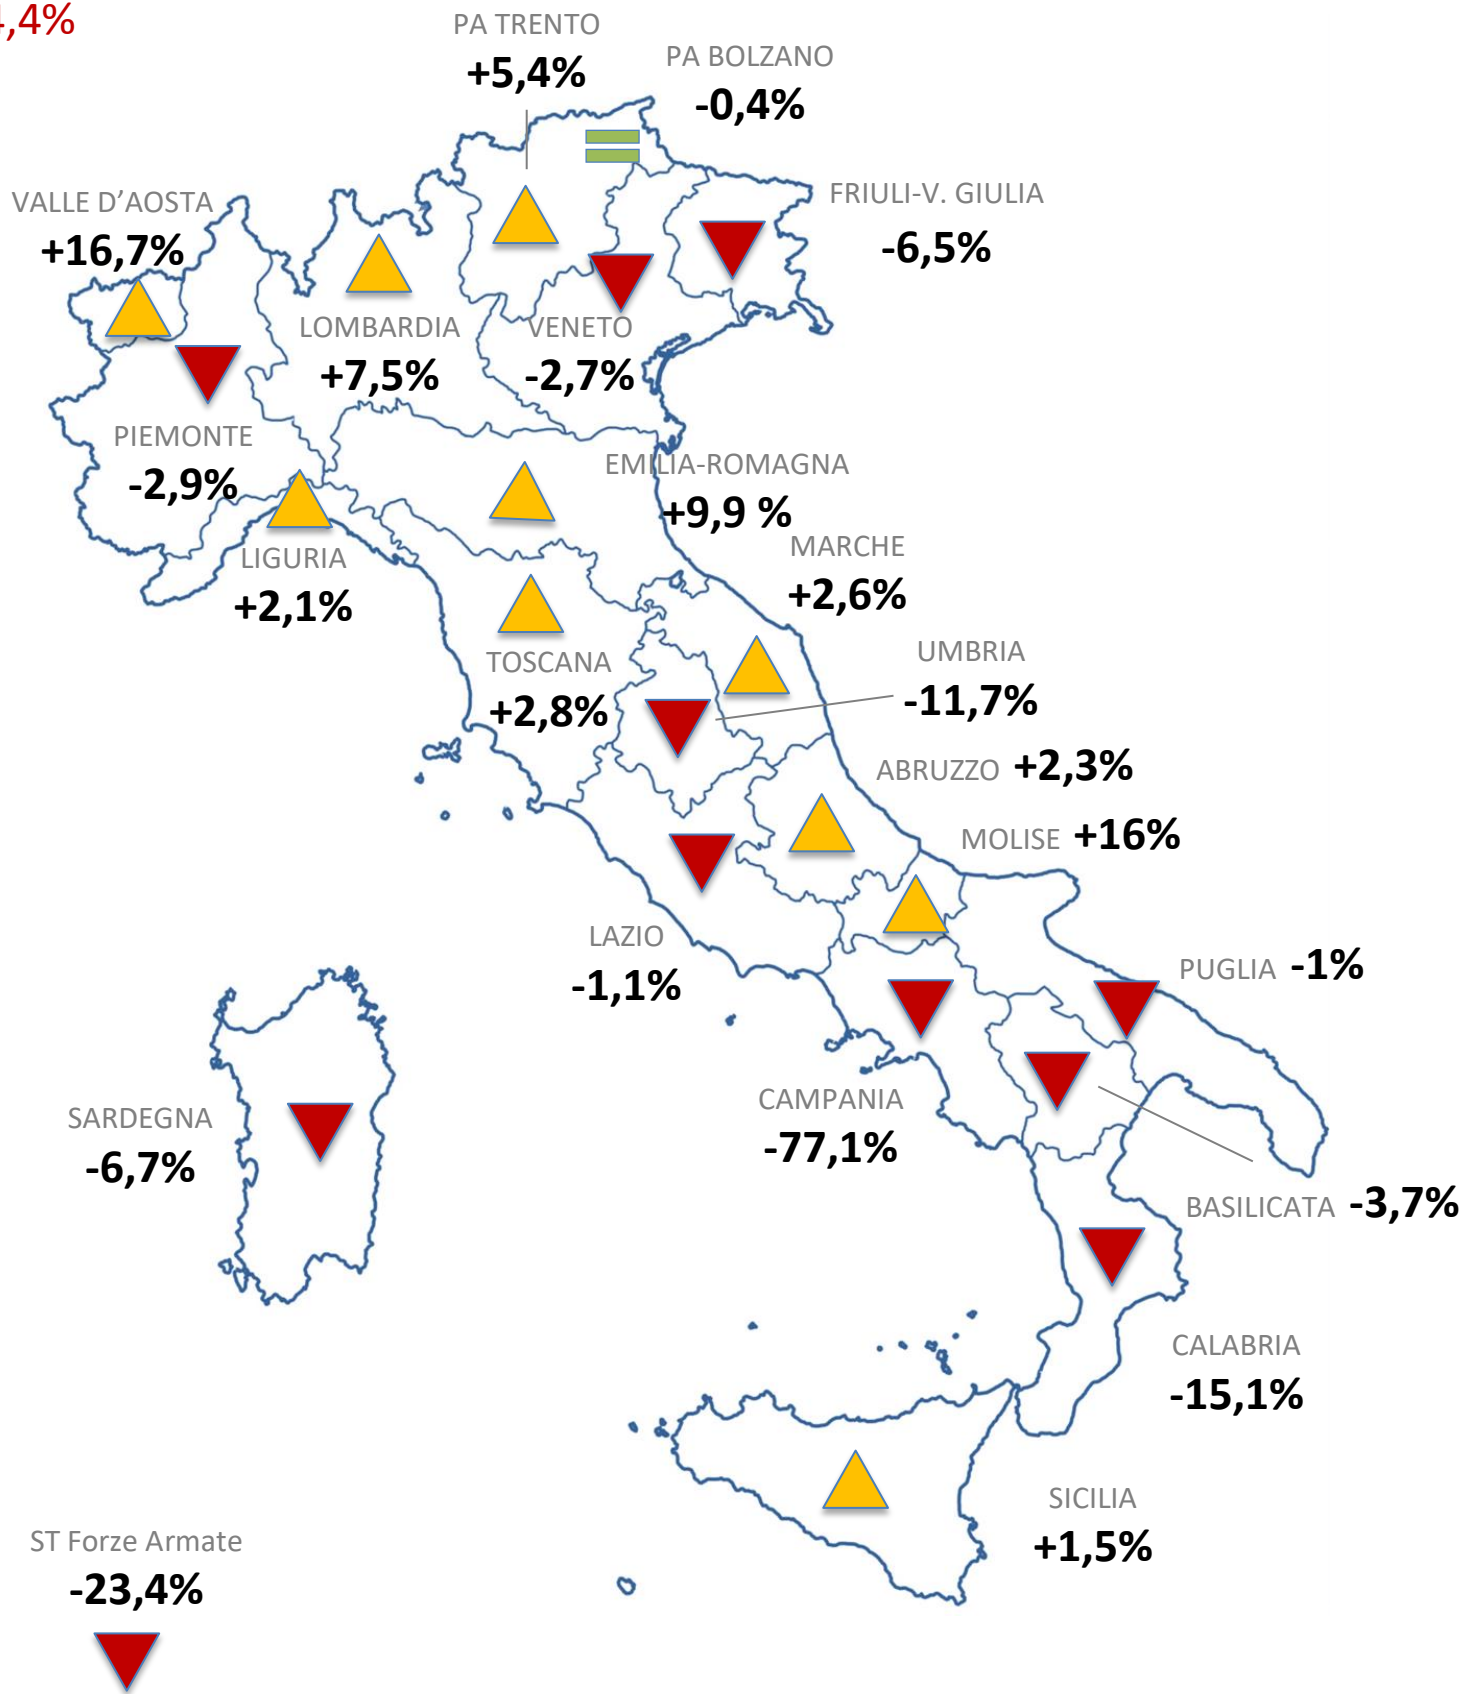 ,4%
PA TRENTO
+5,4%
PA BOLZANO
-0,4%
VALLE D’AOSTA
+16,7%
FRIULI-V. GIULIA
-6,5%
LOMBARDIA
+7,5%
VENETO
-2,7%
PIEMONTE
-2,9%
EMILIA-ROMAGNA
+9,9 %
LIGURIA
+2,1%
MARCHE
+2,6%
TOSCANA
+2,8%
UMBRIA
-11,7%
ABRUZZO +2,3%
MOLISE +16%
LAZIO
-1,1%
PUGLIA -1%
CAMPANIA
-77,1%
SARDEGNA
-6,7%
BASILICATA -3,7%
CALABRIA
-15,1%
SICILIA
+1,5%
ST Forze Armate
-23,4%